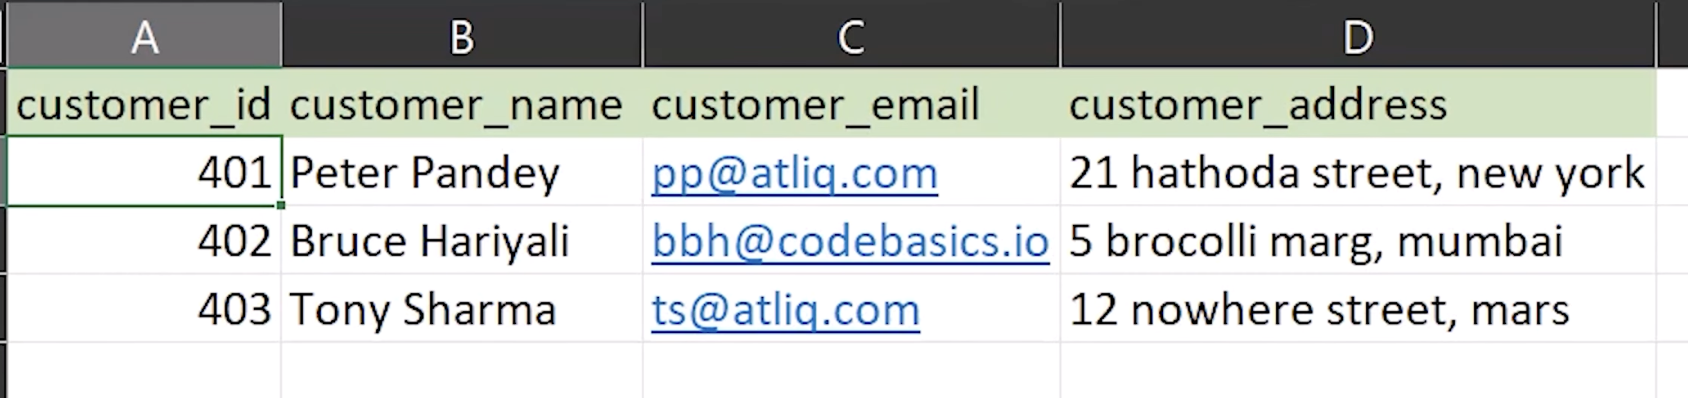 A B C D
customer_id customer_name customer_email customer_address
401 Peter Pandey pp@atliq.com 21 hathoda street, new york
402 Bruce Hariyali bbh@codebasics.io 5 brocolli marg, mumbai
403 Tony Sharma ts@atliq.com 12 nowhere street, mars